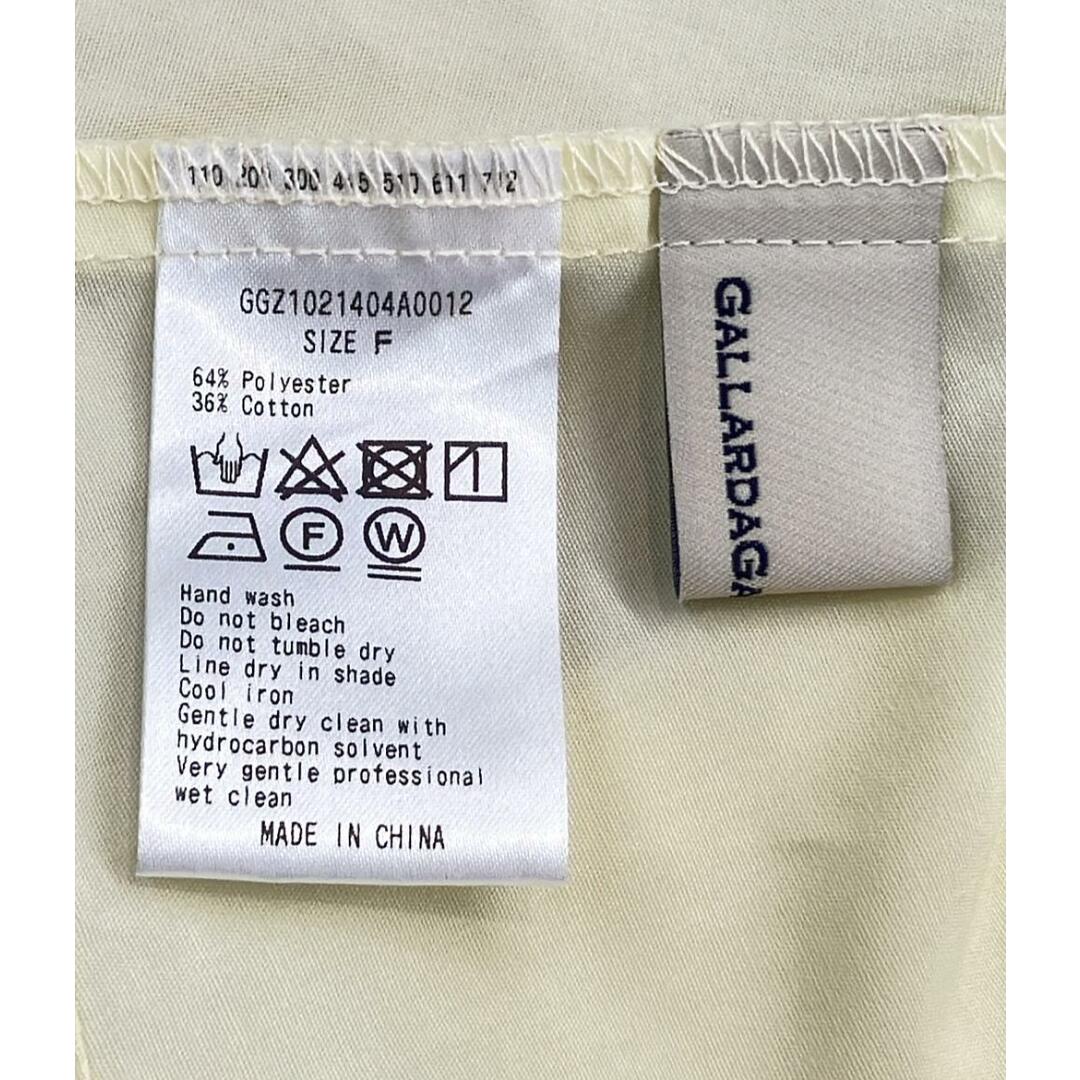 110 200 300 415 510 611 712
GGZ1021404A0012
SIZE F
64% Polyester
36% Cotton
F W
Hand wash
Do not bleach
Do not tumble dry
Line dry in shade
Cool iron
Gentle dry clean with
hydrocarbon solvent
Very gentle professional
wet clean
MADE IN CHINA
GALLARDAGA